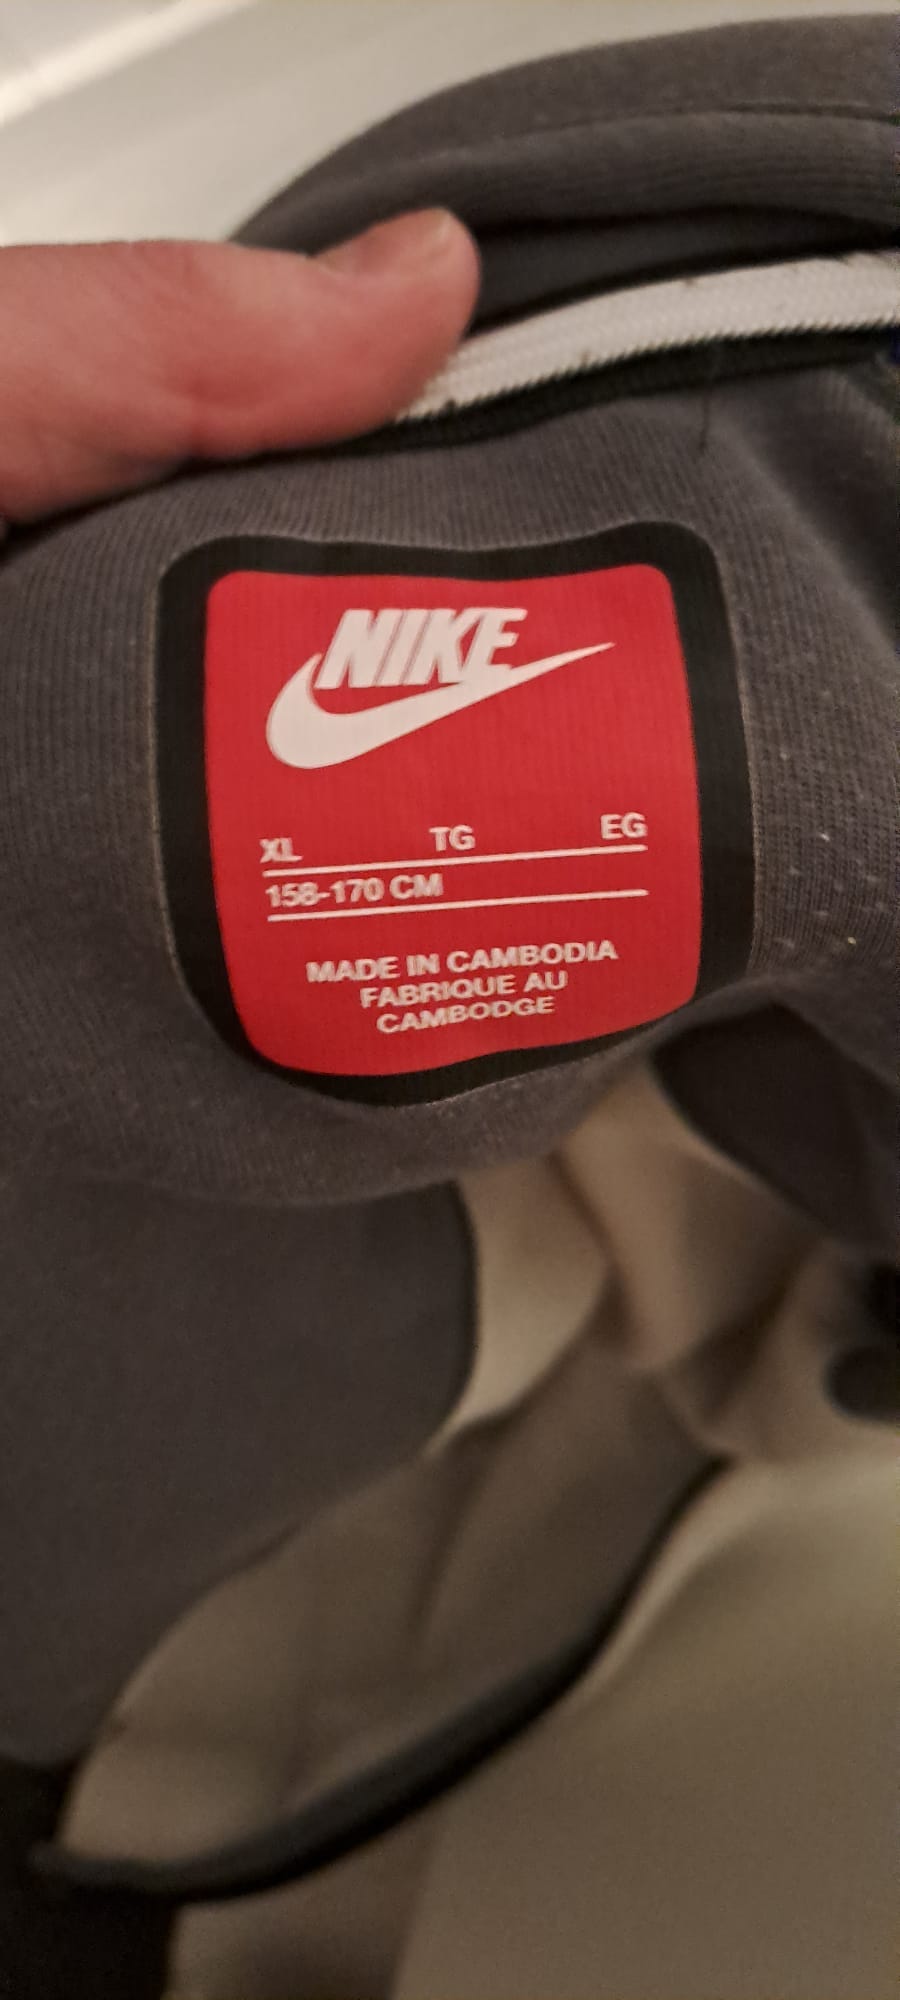 NIKE
XL TG EG
158-170 CM
MADE IN CAMBODIA
FABRIQUE AU
CAMBODGE